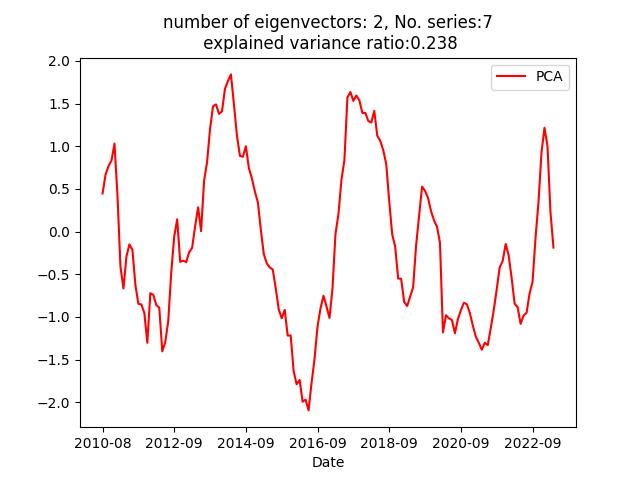 number of eigenvectors: 2, No. series:7
explained variance ratio:0.238
PCA
2.0
1.5
1.0
0.5
0.0
−0.5
−1.0
−1.5
−2.0
2010-08 2012-09 2014-09 2016-09 2018-09 2020-09 2022-09
Date